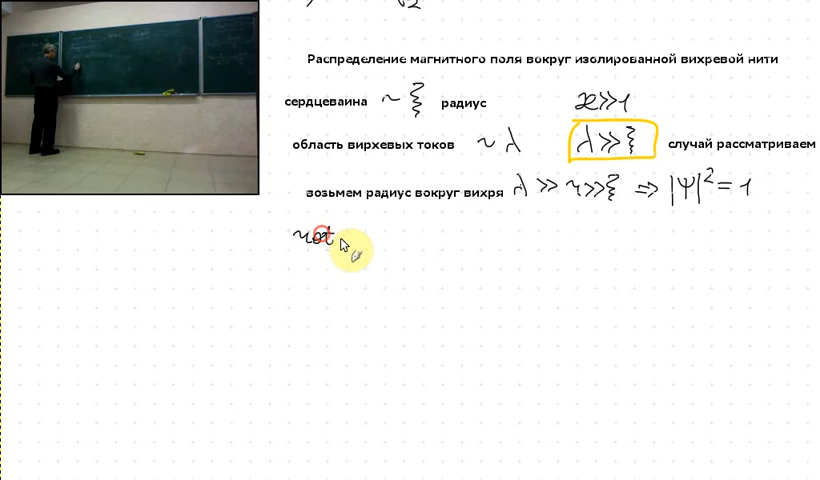 √2
Распределение магнитного поля вокруг изолированной вихревой нити
сердцеваина ~ ξ радиус æ>>1
область вирхевых токов ~ λ λ>>ξ случай рассматриваем
возьмем радиус вокруг вихря λ >> r>>ξ => |Ψ|² = 1
rot